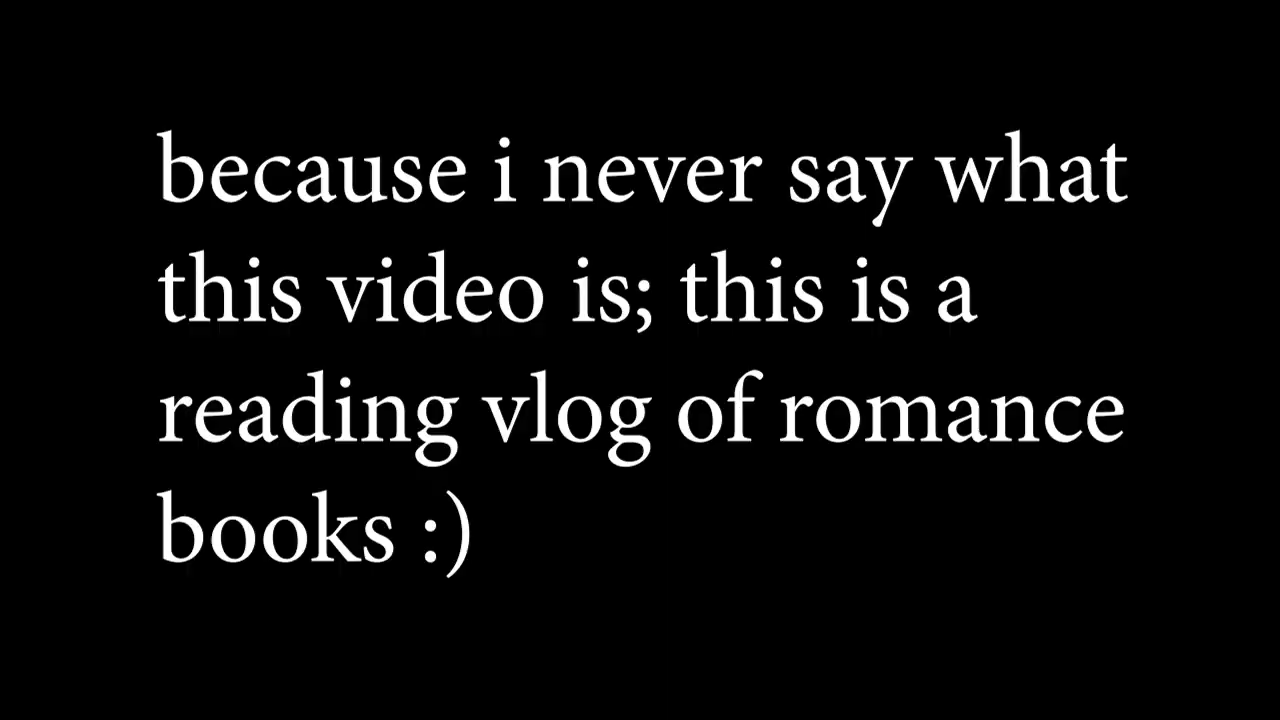 because i never say what
this video is; this is a
reading vlog of romance
books :)